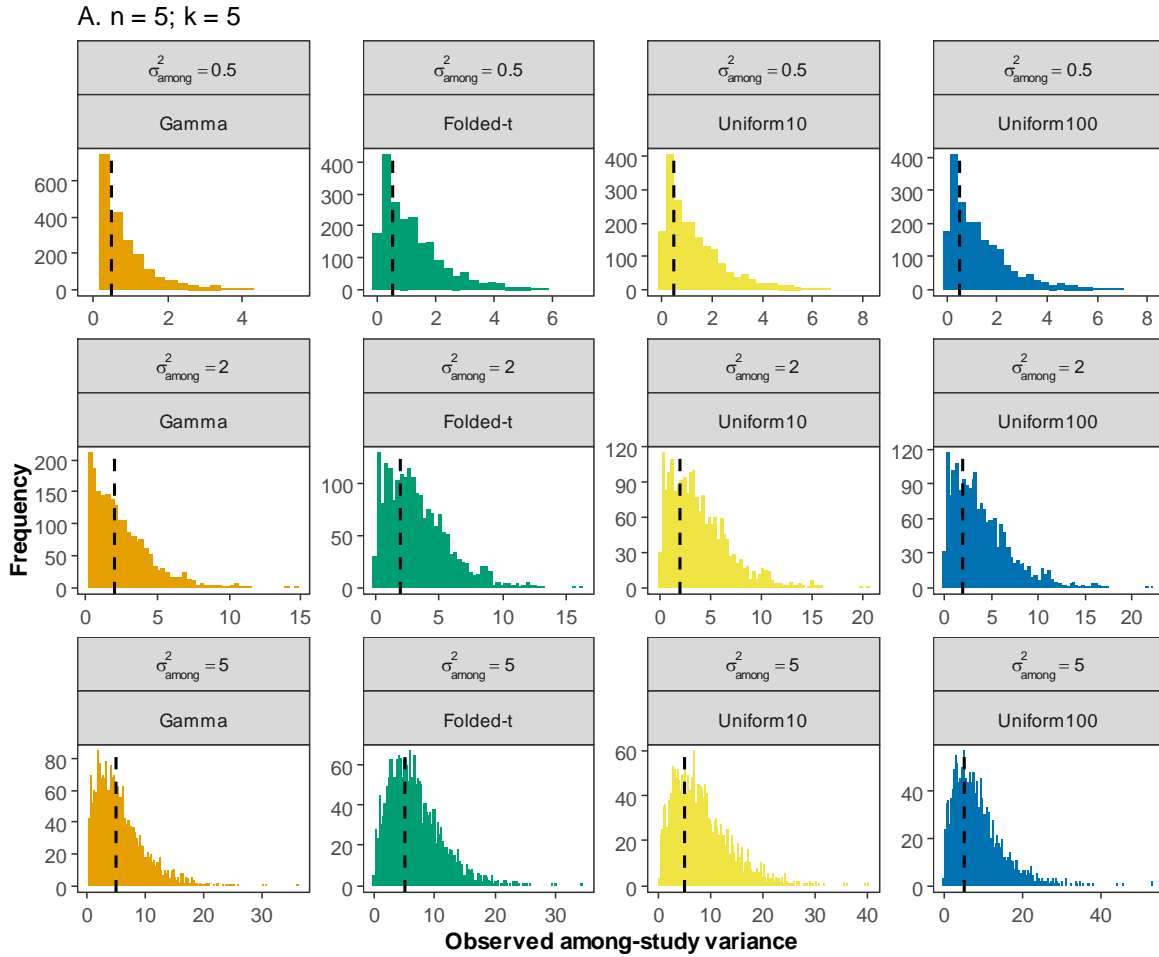 A. n = 5; k = 5
σ²among = 0.5 σ²among = 0.5 σ²among = 0.5 σ²among = 0.5
Gamma Folded-t Uniform10 Uniform100
600 400 400 400
400 300 300 300
200 200 200 200
0 100 100 100
0 0 0
0 2 4 0 2 4 6 0 2 4 6 8 0 2 4 6 8
σ²among = 2 σ²among = 2 σ²among = 2 σ²among = 2
Gamma Folded-t Uniform10 Uniform100
Frequency
200 100 120 120
150 50 90 90
100 0 60 60
50 30 30
0 0 0
0 5 10 15 0 5 10 15 0 5 10 15 20 0 5 10 15 20
σ²among = 5 σ²among = 5 σ²among = 5 σ²among = 5
Gamma Folded-t Uniform10 Uniform100
80 60 60 40
60 40 40 20
40 20 20 0
20 0 0
0
0 10 20 30 0 10 20 30 0 10 20 30 40 0 20 40
Observed among-study variance